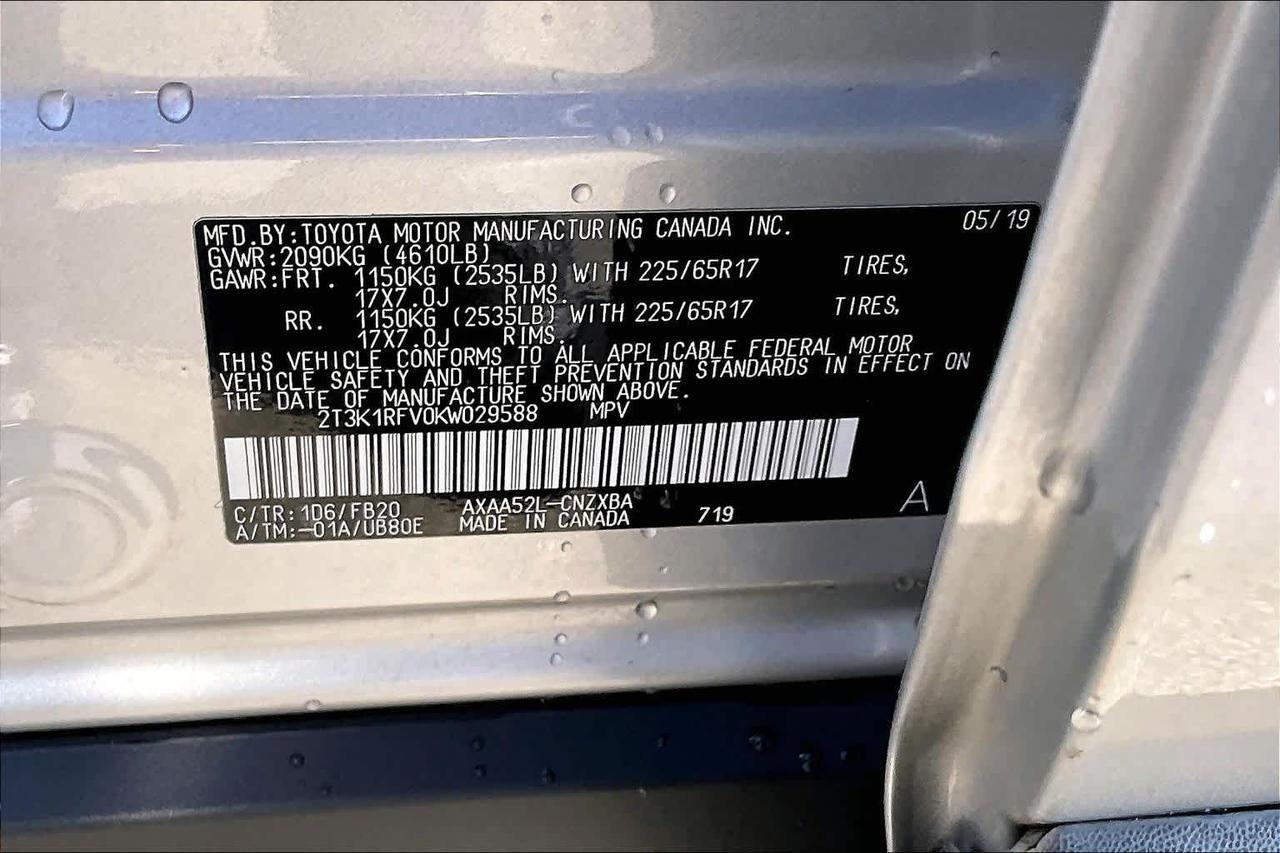 MFD.BY:TOYOTA MOTOR MANUFACTURING CANADA INC. 05/19
GVWR:2090KG (4610LB)
GAWR:FRT. 1150KG (2535LB) WITH 225/65R17 TIRES,
17X7.0J RIMS.
RR. 1150KG (2535LB) WITH 225/65R17 TIRES,
17X7.0J RIMS.
THIS VEHICLE CONFORMS TO ALL APPLICABLE FEDERAL MOTOR
VEHICLE SAFETY AND THEFT PREVENTION STANDARDS IN EFFECT ON
THE DATE OF MANUFACTURE SHOWN ABOVE.
2T3K1RFV0KW029588 MPV
C/TR:1D6/FB20 AXAA52L-CNZXBA
A/TM:-01A/UB80E MADE IN CANADA 719 A